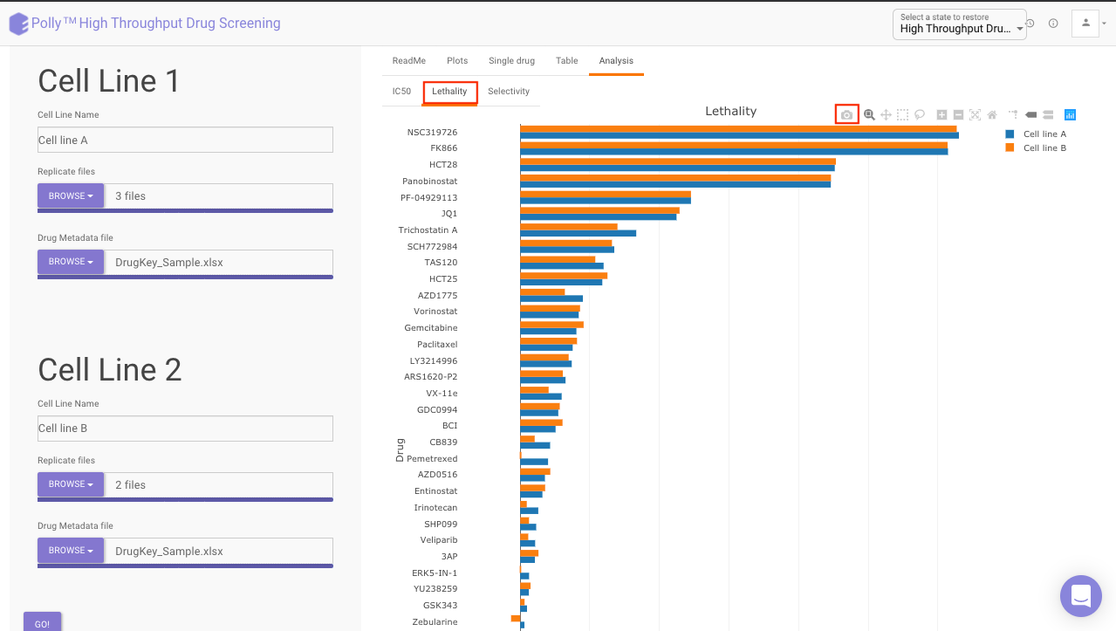 Polly™ High Throughput Drug Screening
Select a state to restore
High Throughput Dru...
Cell Line 1
Cell Line Name
Cell line A
Replicate files
BROWSE
3 files
Drug Metadata file
BROWSE
DrugKey_Sample.xlsx
Cell Line 2
Cell Line Name
Cell line B
Replicate files
BROWSE
2 files
Drug Metadata file
BROWSE
DrugKey_Sample.xlsx
GO!
ReadMe Plots Single drug Table Analysis
IC50 Lethality Selectivity
Lethality
Cell line A
Cell line B
Drug
NSC319726
FK866
HCT28
Panobinostat
PF-04929113
JQ1
Trichostatin A
SCH772984
TAS120
HCT25
AZD1775
Vorinostat
Gemcitabine
Paclitaxel
LY3214996
ARS1620-P2
VX-11e
GDC0994
BCI
CB839
Pemetrexed
AZD0516
Entinostat
Irinotecan
SHP099
Veliparib
3AP
ERK5-IN-1
YU238259
GSK343
Zebularine